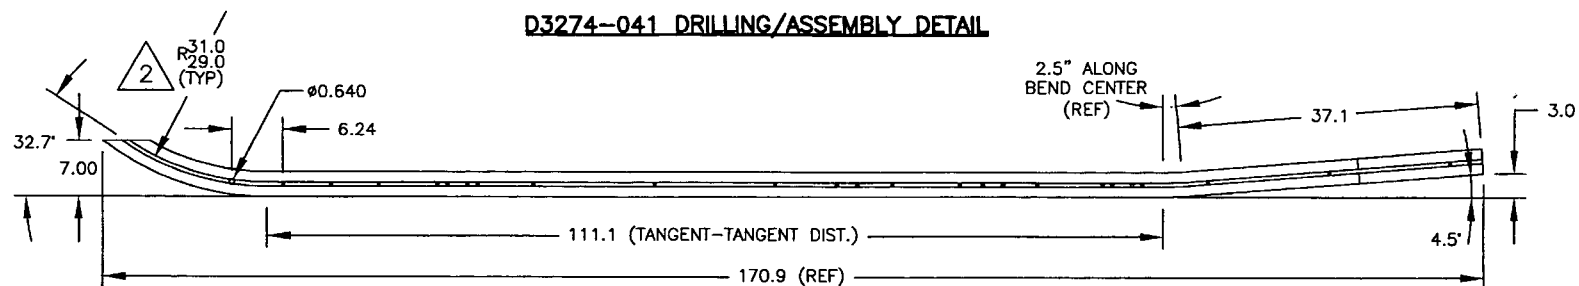 D3274-041 DRILLING/ASSEMBLY DETAIL
2
R31.0
29.0
(TYP)
2.5" ALONG
BEND CENTER
(REF)
ø0.640
6.24
37.1
3.0
32.7°
7.00
111.1 (TANGENT-TANGENT DIST.)
4.5°
170.9 (REF)